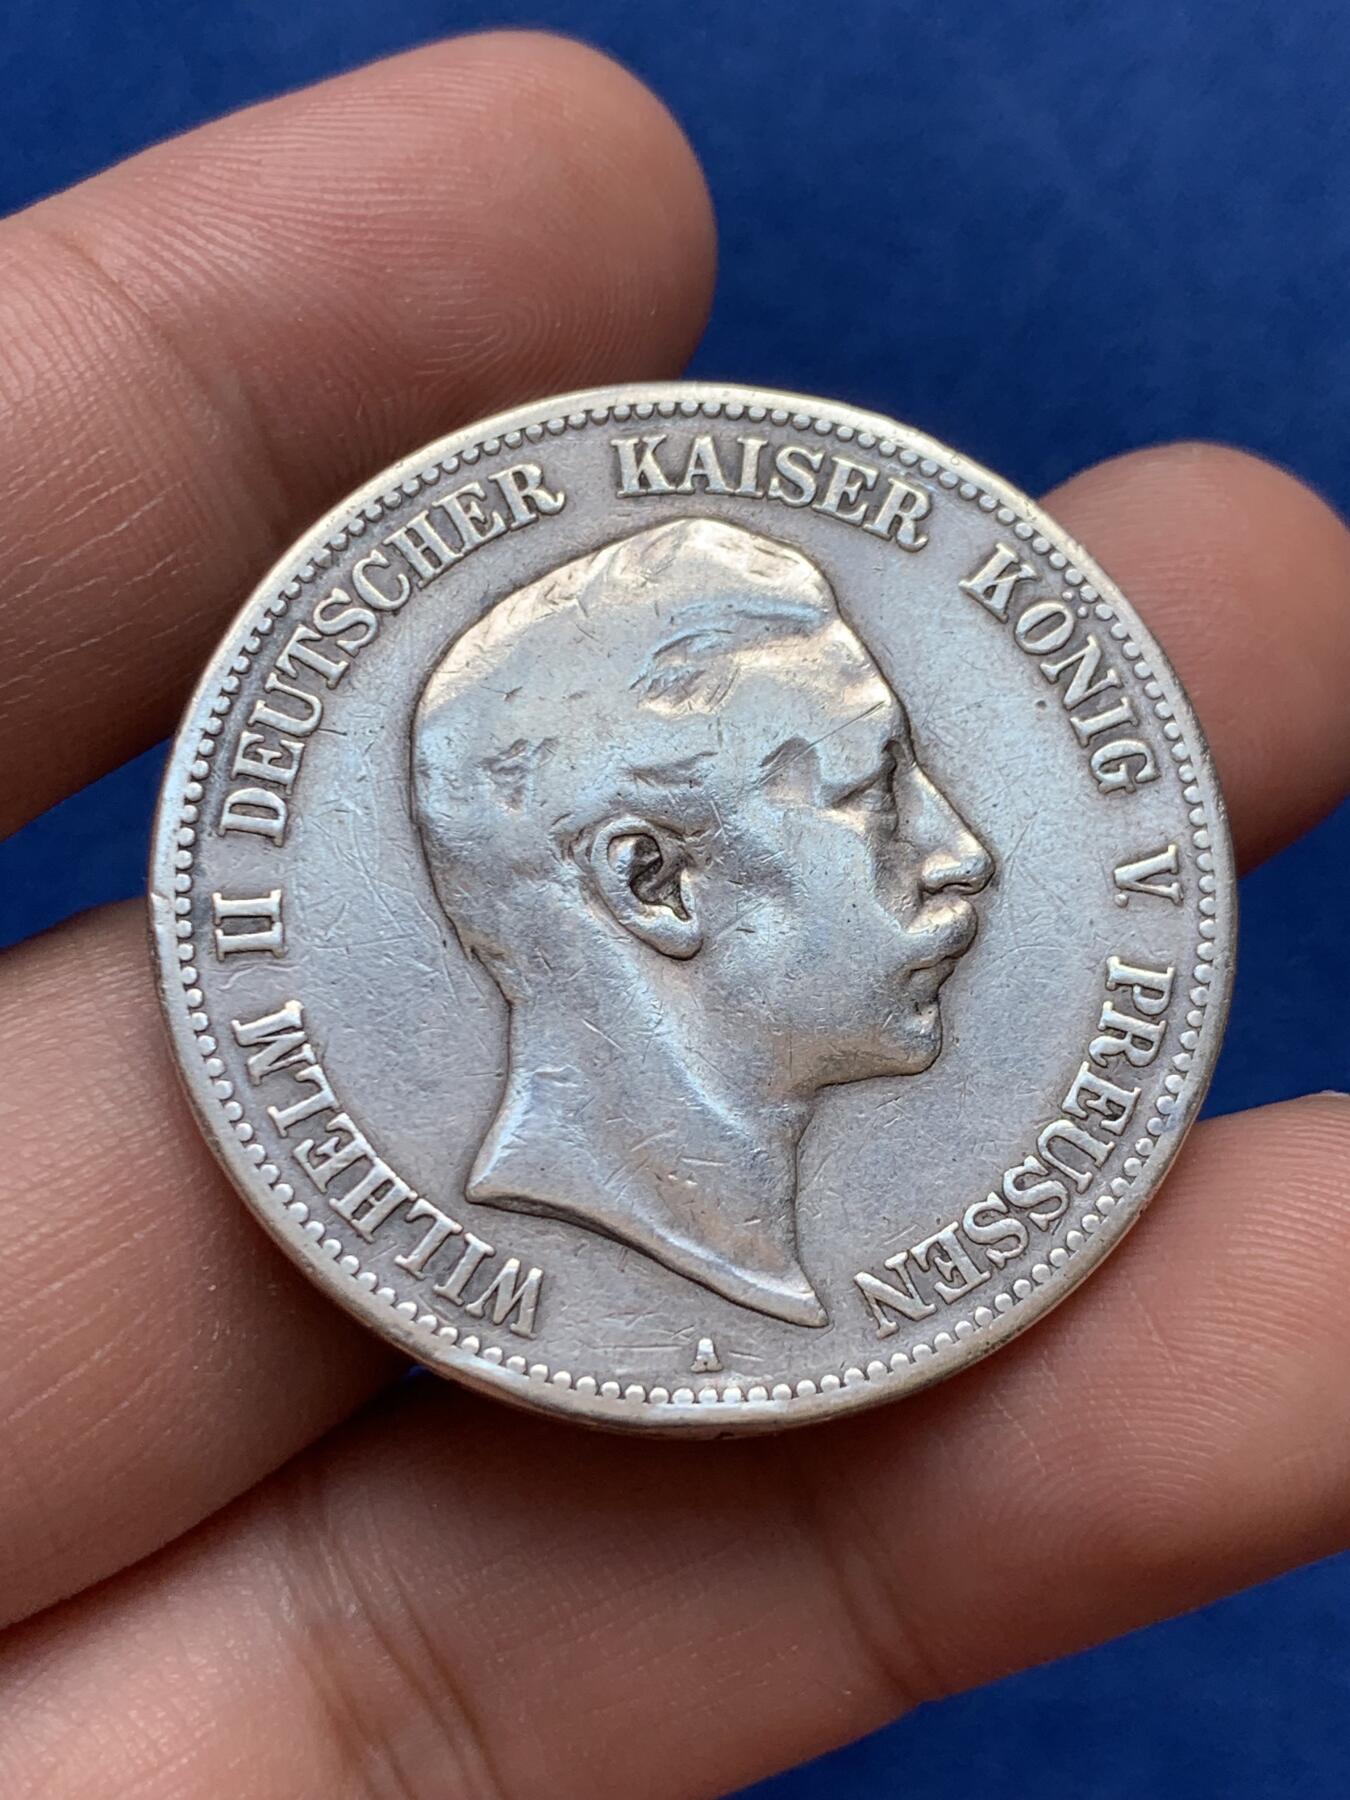 WILHELM II DEUTSCHER KAISER KÖNIG V. PREUSSEN
A